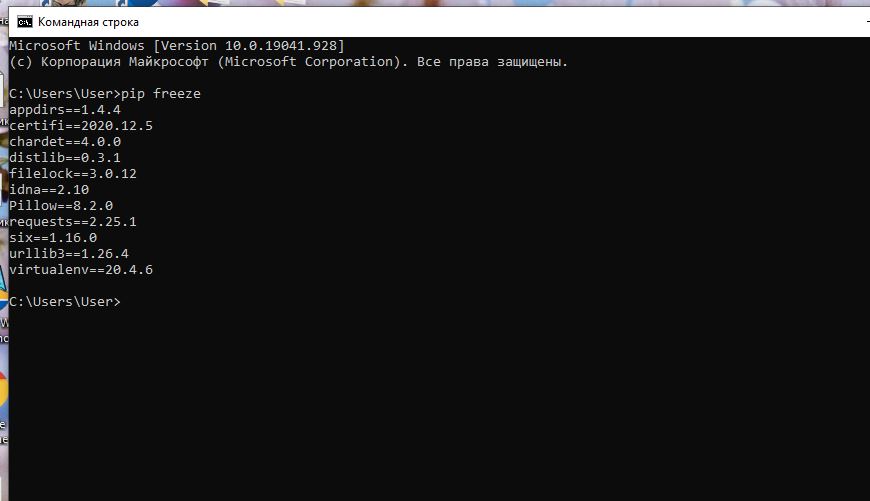 Командная строка
Microsoft Windows [Version 10.0.19041.928]
(c) Корпорация Майкрософт (Microsoft Corporation). Все права защищены.
C:\Users\User>pip freeze
appdirs==1.4.4
certifi==2020.12.5
chardet==4.0.0
distlib==0.3.1
filelock==3.0.12
idna==2.10
Pillow==8.2.0
requests==2.25.1
six==1.16.0
urllib3==1.26.4
virtualenv==20.4.6
C:\Users\User>